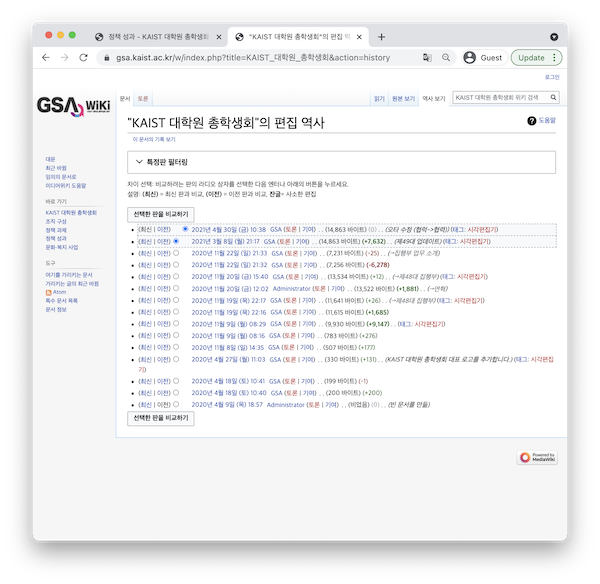 정책 성과 - KAIST 대학원 총학생회
"KAIST 대학원 총학생회"의 편집 역
gsa.kaist.ac.kr/w/index.php?title=KAIST_대학원_총학생회&action=history
Guest
Update
로그인
GSA WiKi
문서 토론
읽기 원본 보기 역사 보기
KAIST 대학원 총학생회 위키 검색
"KAIST 대학원 총학생회"의 편집 역사
도움말
이 문서의 기록 보기
특정판 필터링
차이 선택: 비교하려는 판의 라디오 상자를 선택한 다음 엔터나 아래의 버튼을 누르세요.
설명: (최신) = 최신 판과 비교, (이전) = 이전 판과 비교, 잔글= 사소한 편집
선택한 판을 비교하기
(최신 | 이전) 2021년 4월 30일 (금) 10:38 GSA (토론 | 기여) . . (14,863 바이트) (0) . . (오타 수정 (협력->협력)) (태그: 시각편집기)
(최신 | 이전) 2021년 3월 8일 (월) 21:17 GSA (토론 | 기여) . . (14,863 바이트) (+7,632) . . (제49대 업데이트) (태그: 시각편집기)
(최신 | 이전) 2020년 11월 22일 (일) 21:33 GSA (토론 | 기여) . . (7,231 바이트) (-25) . . (→집행부 업무 소개)
(최신 | 이전) 2020년 11월 22일 (일) 21:32 GSA (토론 | 기여) . . (7,256 바이트) (-6,278)
(최신 | 이전) 2020년 11월 20일 (금) 15:40 GSA (토론 | 기여) . . (13,534 바이트) (+12) . . (→제48대 집행부) (태그: 시각편집기)
(최신 | 이전) 2020년 11월 20일 (금) 12:02 Administrator (토론 | 기여) . . (13,522 바이트) (+1,881) . . (→연혁)
(최신 | 이전) 2020년 11월 19일 (목) 22:17 GSA (토론 | 기여) . . (11,641 바이트) (+26) . . (→제48대 집행부)
(최신 | 이전) 2020년 11월 19일 (목) 22:16 GSA (토론 | 기여) . . (11,615 바이트) (+1,685)
(최신 | 이전) 2020년 11월 9일 (월) 08:29 GSA (토론 | 기여) . . (9,930 바이트) (+9,147) . . (태그: 시각편집기)
(최신 | 이전) 2020년 11월 9일 (월) 08:16 GSA (토론 | 기여) . . (783 바이트) (+276)
(최신 | 이전) 2020년 11월 8일 (일) 14:35 GSA (토론 | 기여) . . (507 바이트) (+177)
(최신 | 이전) 2020년 4월 27일 (월) 11:03 GSA (토론 | 기여) . . (330 바이트) (+131) . . (KAIST 대학원 총학생회 대표 로고를 추가합니다.) (태그: 시각편집기)
(최신 | 이전) 2020년 4월 18일 (토) 10:41 GSA (토론 | 기여) . . (199 바이트) (-1)
(최신 | 이전) 2020년 4월 18일 (토) 10:40 GSA (토론 | 기여) . . (200 바이트) (+200)
(최신 | 이전) 2020년 4월 9일 (목) 18:57 Administrator (토론 | 기여) . . (비었음) (0) . . (빈 문서를 만듦)
선택한 판을 비교하기
대문
최근 바뀜
임의의 문서로
미디어위키 도움말
바로 가기
KAIST 대학원 총학생회
조직 구성
정책 과제
정책 성과
문화·복지 사업
도구
여기를 가리키는 문서
가리키는 글의 최근 바뀜
Atom
특수 문서 목록
문서 정보
Powered by
MediaWiki